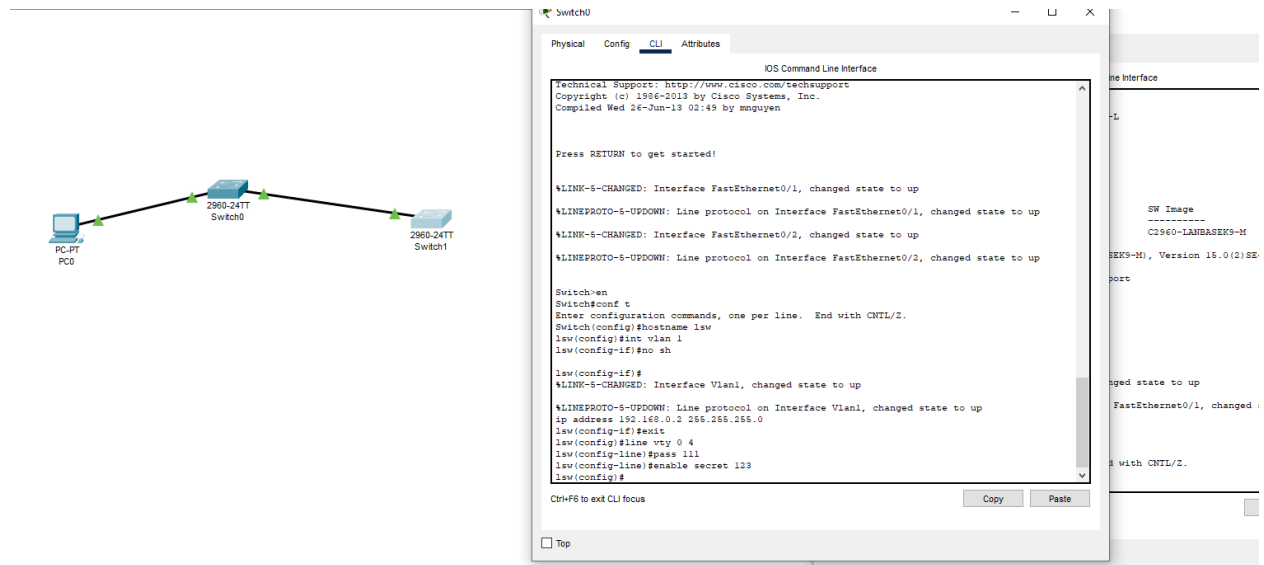 Switch0
Physical Config CLI Attributes
IOS Command Line Interface
Technical Support: http://www.cisco.com/techsupport
Copyright (c) 1986-2013 by Cisco Systems, Inc.
Compiled Wed 26-Jun-13 02:49 by mnguyen
Press RETURN to get started!
%LINK-5-CHANGED: Interface FastEthernet0/1, changed state to up
%LINEPROTO-5-UPDOWN: Line protocol on Interface FastEthernet0/1, changed state to up
%LINK-5-CHANGED: Interface FastEthernet0/2, changed state to up
%LINEPROTO-5-UPDOWN: Line protocol on Interface FastEthernet0/2, changed state to up
Switch>en
Switch#conf t
Enter configuration commands, one per line. End with CNTL/Z.
Switch(config)#hostname lsw
lsw(config)#int vlan 1
lsw(config-if)#no sh
lsw(config-if)#
%LINK-5-CHANGED: Interface Vlan1, changed state to up
%LINEPROTO-5-UPDOWN: Line protocol on Interface Vlan1, changed state to up
ip address 192.168.0.2 255.255.255.0
lsw(config-if)#exit
lsw(config)#line vty 0 4
lsw(config-line)#pass 111
lsw(config-line)#enable secret 123
lsw(config)#
Ctrl+F6 to exit CLI focus
Copy
Paste
Top
2960-24TT
Switch0
2960-24TT
Switch1
PC-PT
PC0
ne Interface
-L
SW Image
----------
C2960-LANBASEK9-M
SEK9-M), Version 15.0(2)SE
port
nged state to up
FastEthernet0/1, changed
d with CNTL/Z.